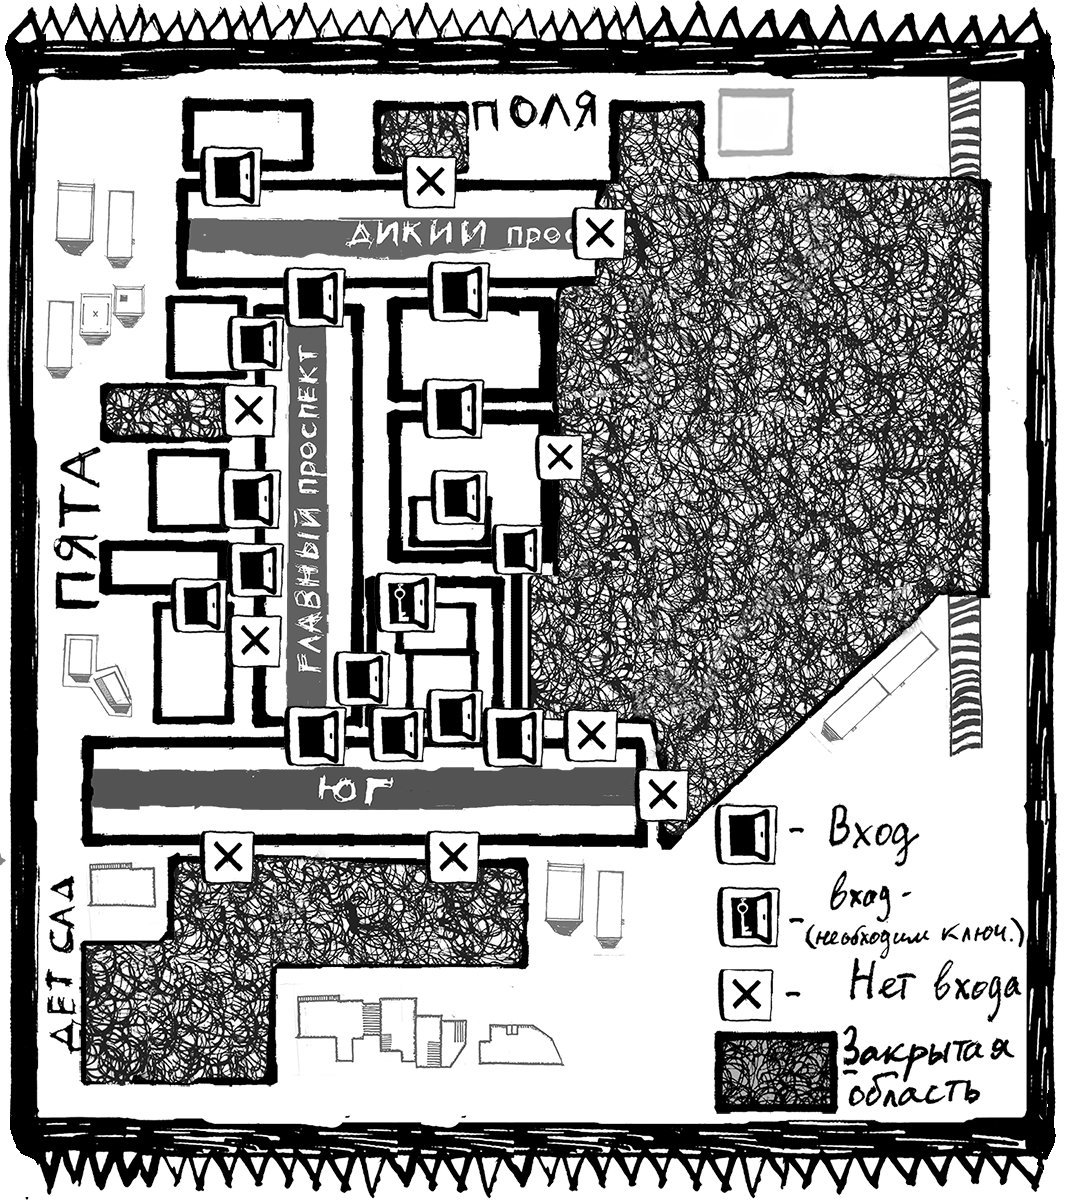 ПОЛЯ
ДИКИЙ прос
ГЛАВНЫЙ ПРОСПЕКТ
ПЯТА
ЮГ
ДЕТ САД
- Вход
- вход -
(необходим ключ.)
- Нет входа
Закрытая
область